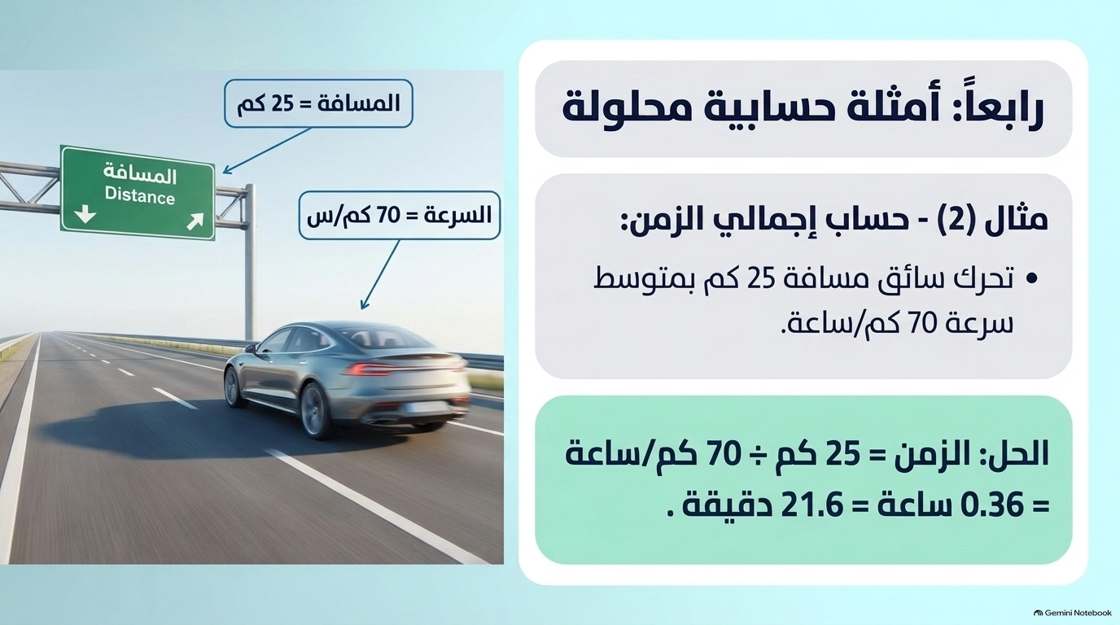 رابعاً: أمثلة حسابية محلولة
مثال (2) - حساب إجمالي الزمن:
• تحرك سائق مسافة 25 كم بمتوسط
سرعة 70 كم/ساعة.
الحل: الزمن = 25 كم ÷ 70 كم/ساعة
= 0.36 ساعة = 21.6 دقيقة .
المسافة = 25 كم
السرعة = 70 كم/س
المسافة
Distance
Gemini Notebook